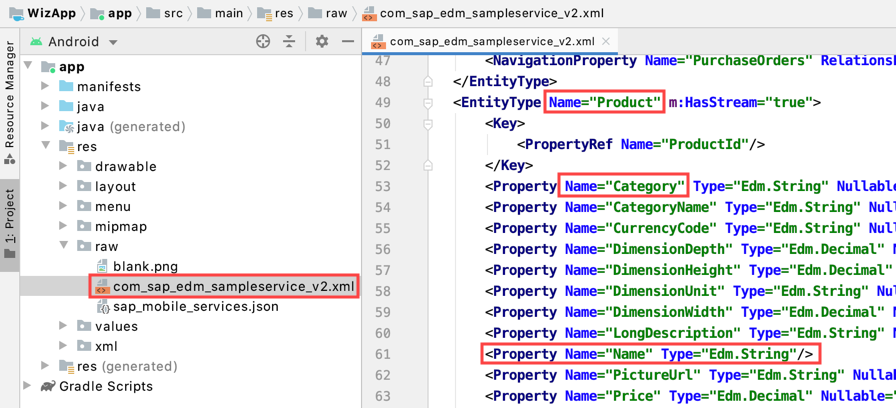 WizApp app src main res raw com_sap_edm_sampleservice_v2.xml
Resource Manager
1: Project
Android
app
manifests
java
java (generated)
res
drawable
layout
menu
mipmap
raw
blank.png
com_sap_edm_sampleservice_v2.xml
sap_mobile_services.json
values
xml
res (generated)
Gradle Scripts
com_sap_edm_sampleservice_v2.xml
47 <NavigationProperty Name="PurchaseOrders" Relations
48 </EntityType>
49 <EntityType Name="Product" m:HasStream="true">
50 <Key>
51 <PropertyRef Name="ProductId"/>
52 </Key>
53 <Property Name="Category" Type="Edm.String" Nullable
54 <Property Name="CategoryName" Type="Edm.String" Nul
55 <Property Name="CurrencyCode" Type="Edm.String" Nul
56 <Property Name="DimensionDepth" Type="Edm.Decimal"
57 <Property Name="DimensionHeight" Type="Edm.Decimal"
58 <Property Name="DimensionUnit" Type="Edm.String" Nu
59 <Property Name="DimensionWidth" Type="Edm.Decimal" N
60 <Property Name="LongDescription" Type="Edm.String" N
61 <Property Name="Name" Type="Edm.String"/>
62 <Property Name="PictureUrl" Type="Edm.String" Nulla
63 <Property Name="Price" Type="Edm.Decimal" Nullable="